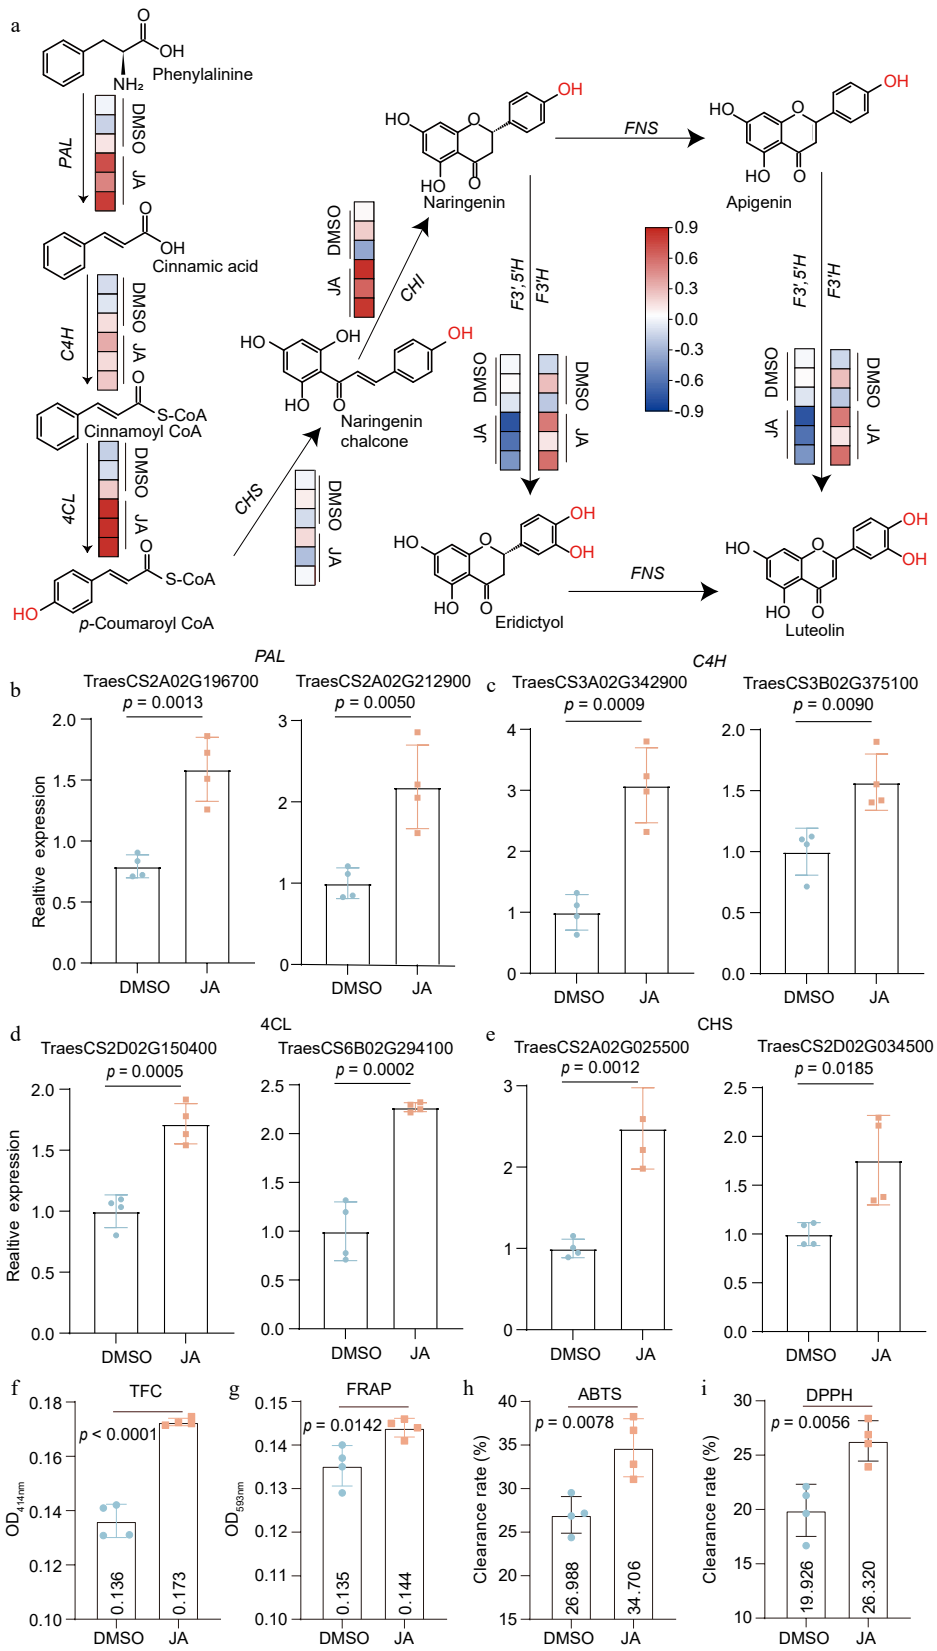 a
O
OH
NH₂
Phenylalinine
PAL
DMSO
JA
O
OH
Cinnamic acid
C4H
DMSO
JA
O
S-CoA
Cinnamoyl CoA
4CL
DMSO
JA
O
S-CoA
HO
p-Coumaroyl CoA
CHS
DMSO
JA
HO
OH
OH
OH
O
Naringenin
chalcone
DMSO
JA
CHI
OH
HO
O
HO
O
Naringenin
FNS
OH
HO
O
OH
O
Apigenin
0.9
0.6
0.3
0.0
-0.3
-0.6
-0.9
F3',5'H
F3'H
DMSO
JA
DMSO
JA
F3',5'H
F3'H
DMSO
JA
DMSO
JA
OH
OH
HO
O
OH
O
Eridictyol
FNS
OH
OH
HO
O
OH
O
Luteolin
PAL
b
TraesCS2A02G196700
p = 0.0013
Realtive expression
2.0
1.5
1.0
0.5
0.0
DMSO
JA
TraesCS2A02G212900
p = 0.0050
3
2
1
0
DMSO
JA
C4H
c
TraesCS3A02G342900
p = 0.0009
4
3
2
1
0
DMSO
JA
TraesCS3B02G375100
p = 0.0090
2.0
1.5
1.0
0.5
0.0
DMSO
JA
d
4CL
TraesCS2D02G150400
p = 0.0005
Realtive expression
2.0
1.5
1.0
0.5
0.0
DMSO
JA
TraesCS6B02G294100
p = 0.0002
2.5
2.0
1.5
1.0
0.5
0.0
DMSO
JA
e
CHS
TraesCS2A02G025500
p = 0.0012
3
2
1
0
DMSO
JA
TraesCS2D02G034500
p = 0.0185
2.5
2.0
1.5
1.0
0.5
0.0
DMSO
JA
f
TFC
p < 0.0001
OD414nm
0.18
0.16
0.14
0.12
0.10
0.136
0.173
DMSO
JA
g
FRAP
p = 0.0142
OD593nm
0.15
0.14
0.13
0.12
0.11
0.10
0.135
0.144
DMSO
JA
h
ABTS
p = 0.0078
Clearance rate (%)
40
35
30
25
20
15
26.988
34.706
DMSO
JA
i
DPPH
p = 0.0056
Clearance rate (%)
30
25
20
15
10
19.926
26.320
DMSO
JA